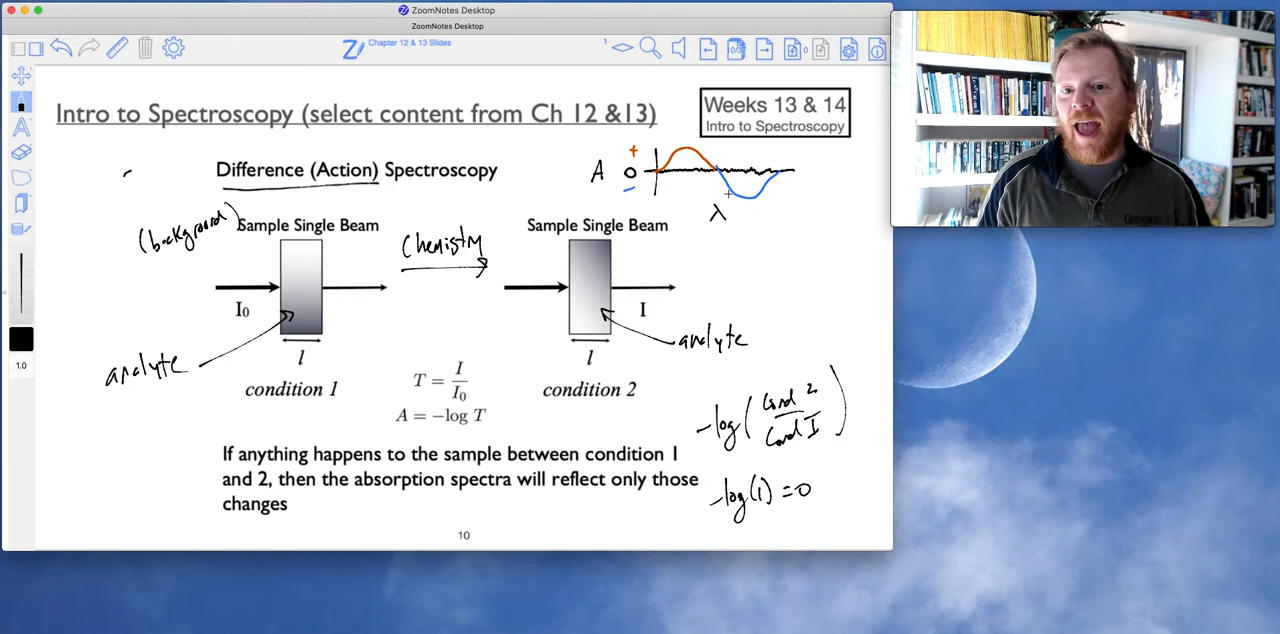 ZoomNotes Desktop
ZoomNotes Desktop
Chapter 12 & 13 Slides
Intro to Spectroscopy (select content from Ch 12 &13)
Weeks 13 & 14
Intro to Spectroscopy
Difference (Action) Spectroscopy
+
A 0
−
λ
(background)
Sample Single Beam
Chemistry
Sample Single Beam
I₀
I
analyte
analyte
l
l
condition 1
condition 2
T = I/I₀
A = −log T
-log(Cond 2/Cond I)
If anything happens to the sample between condition 1
and 2, then the absorption spectra will reflect only those
changes
-log(1) = 0
10
1.0
GUINNESS